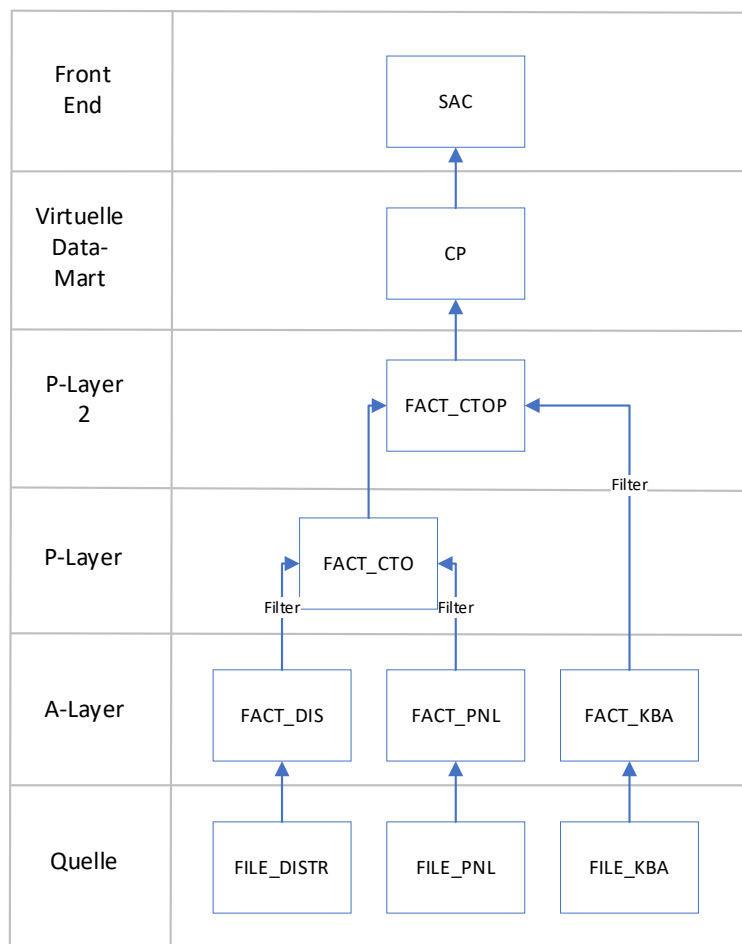 Front
End
SAC
Virtuelle
Data-
Mart
CP
P-Layer
2
FACT_CTOP
Filter
P-Layer
FACT_CTO
Filter
Filter
A-Layer
FACT_DIS
FACT_PNL
FACT_KBA
Quelle
FILE_DISTR
FILE_PNL
FILE_KBA